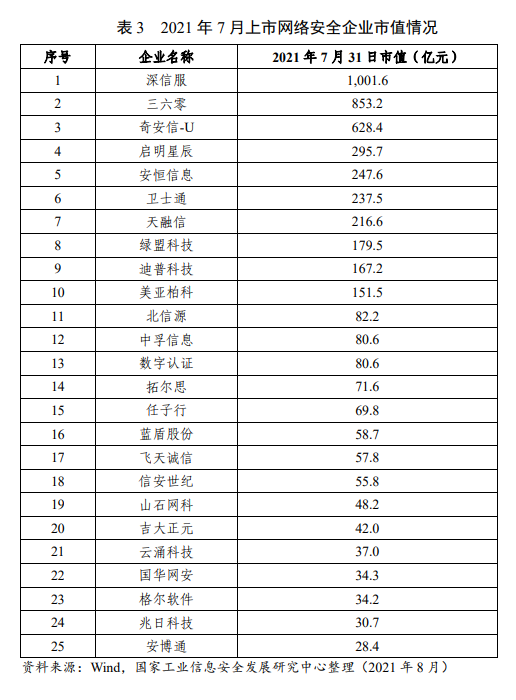 表 3 2021 年 7 月上市网络安全企业市值情况
序号 企业名称 2021 年 7 月 31 日市值（亿元）
1 深信服 1,001.6
2 三六零 853.2
3 奇安信-U 628.4
4 启明星辰 295.7
5 安恒信息 247.6
6 卫士通 237.5
7 天融信 216.6
8 绿盟科技 179.5
9 迪普科技 167.2
10 美亚柏科 151.5
11 北信源 82.2
12 中孚信息 80.6
13 数字认证 80.6
14 拓尔思 71.6
15 任子行 69.8
16 蓝盾股份 58.7
17 飞天诚信 57.8
18 信安世纪 55.8
19 山石网科 48.2
20 吉大正元 42.0
21 云涌科技 37.0
22 国华网安 34.3
23 格尔软件 34.2
24 兆日科技 30.7
25 安博通 28.4
资料来源：Wind，国家工业信息安全发展研究中心整理（2021 年 8 月）